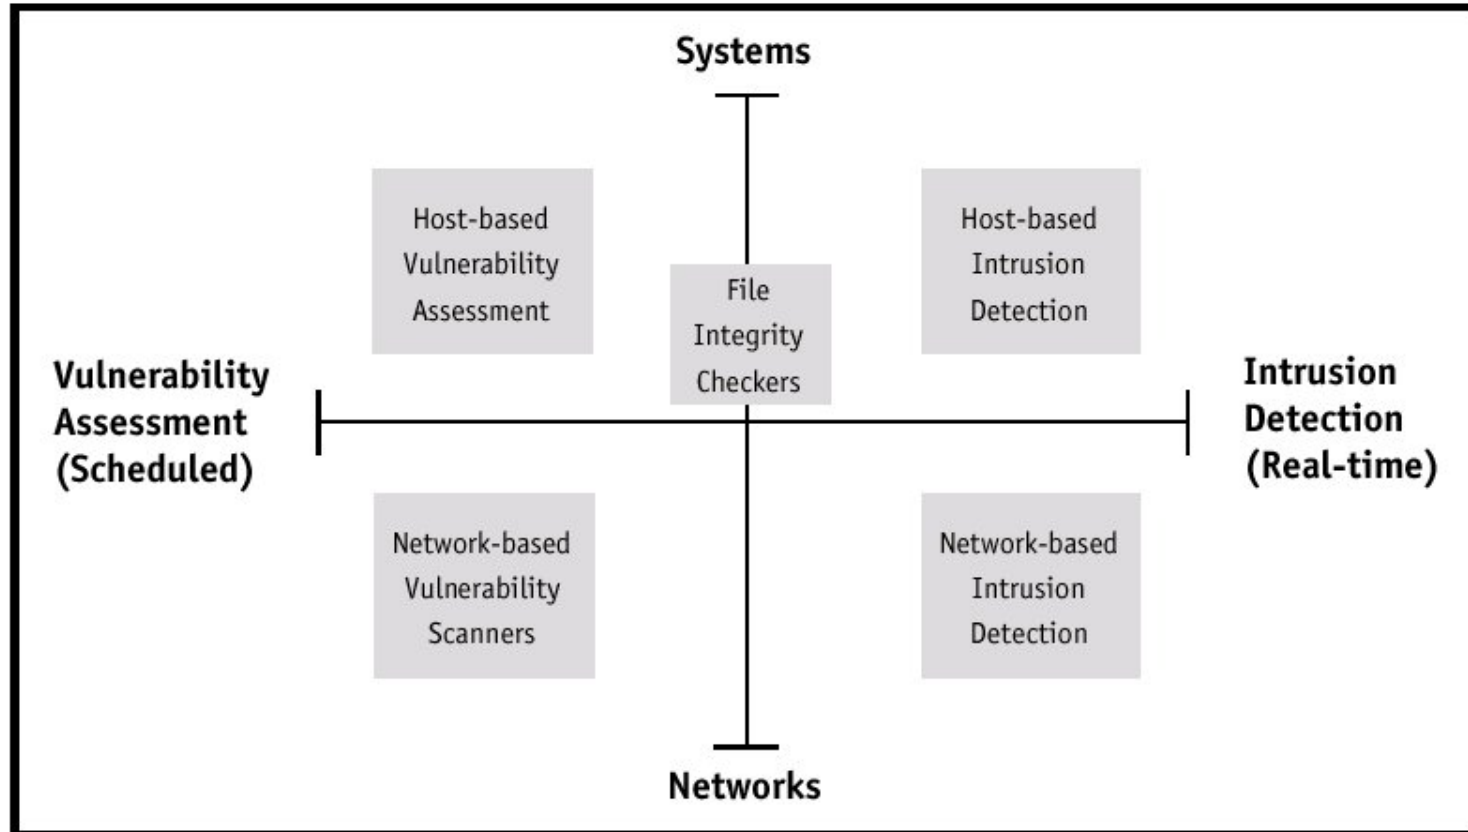 Systems
Host-based
Vulnerability
Assessment
File
Integrity
Checkers
Host-based
Intrusion
Detection
Vulnerability
Assessment
(Scheduled)
Intrusion
Detection
(Real-time)
Network-based
Vulnerability
Scanners
Network-based
Intrusion
Detection
Networks